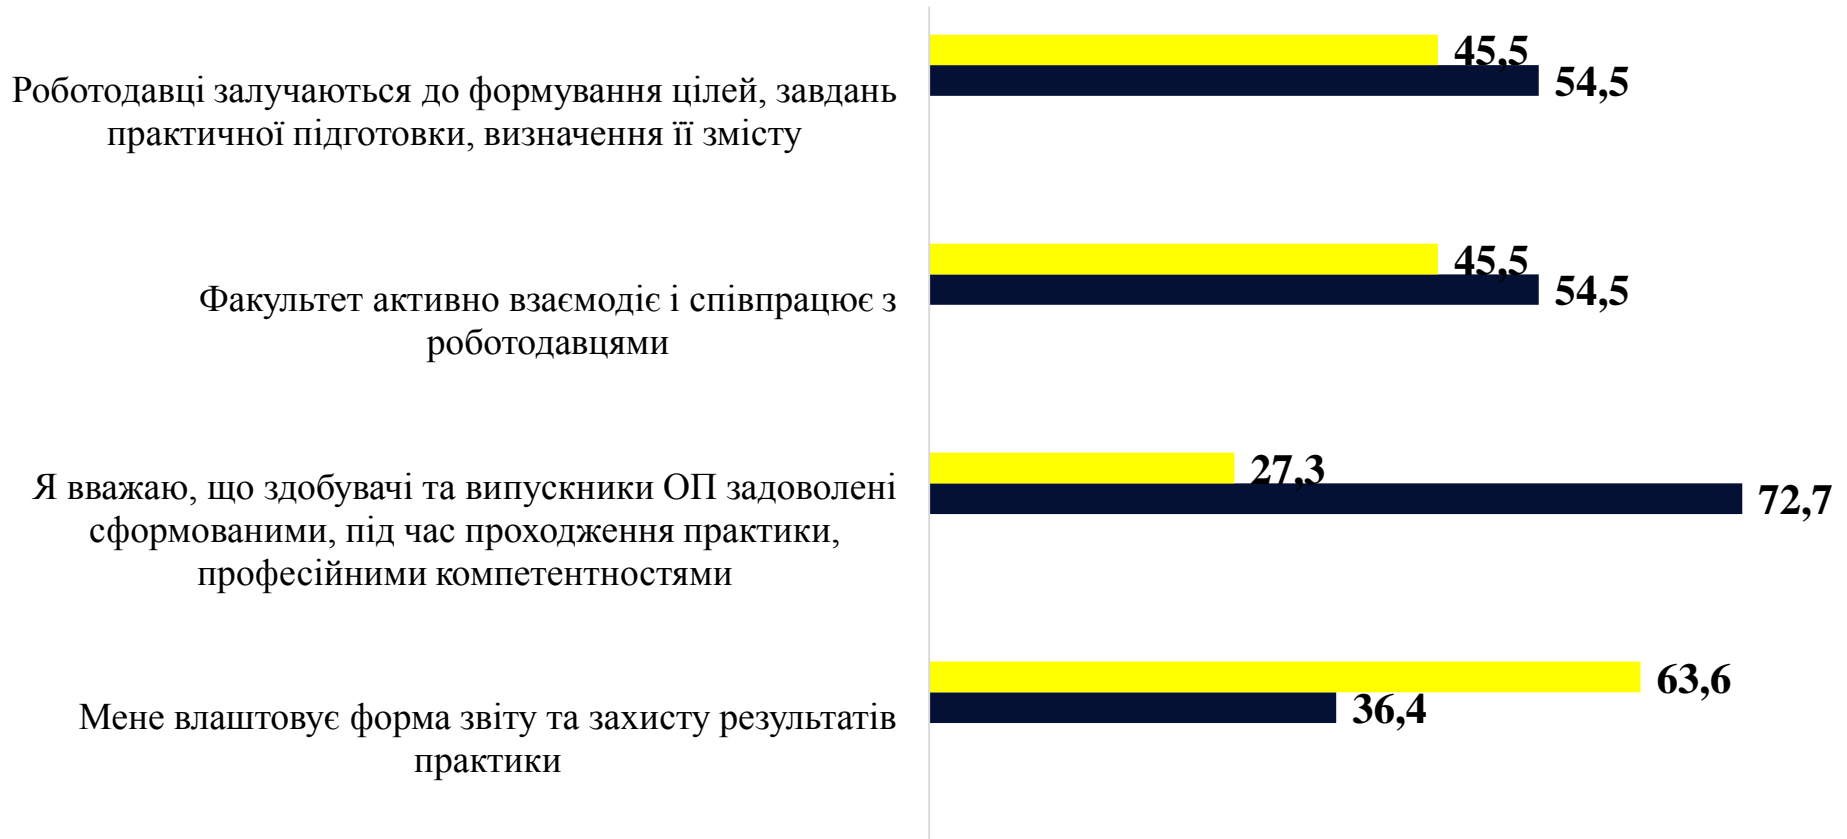 45,5
54,5
Роботодавці залучаються до формування цілей, завдань
практичної підготовки, визначення її змісту
45,5
54,5
Факультет активно взаємодіє і співпрацює з
роботодавцями
27,3
72,7
Я вважаю, що здобувачі та випускники ОП задоволені
сформованими, під час проходження практики,
професійними компетентностями
63,6
36,4
Мене влаштовує форма звіту та захисту результатів
практики